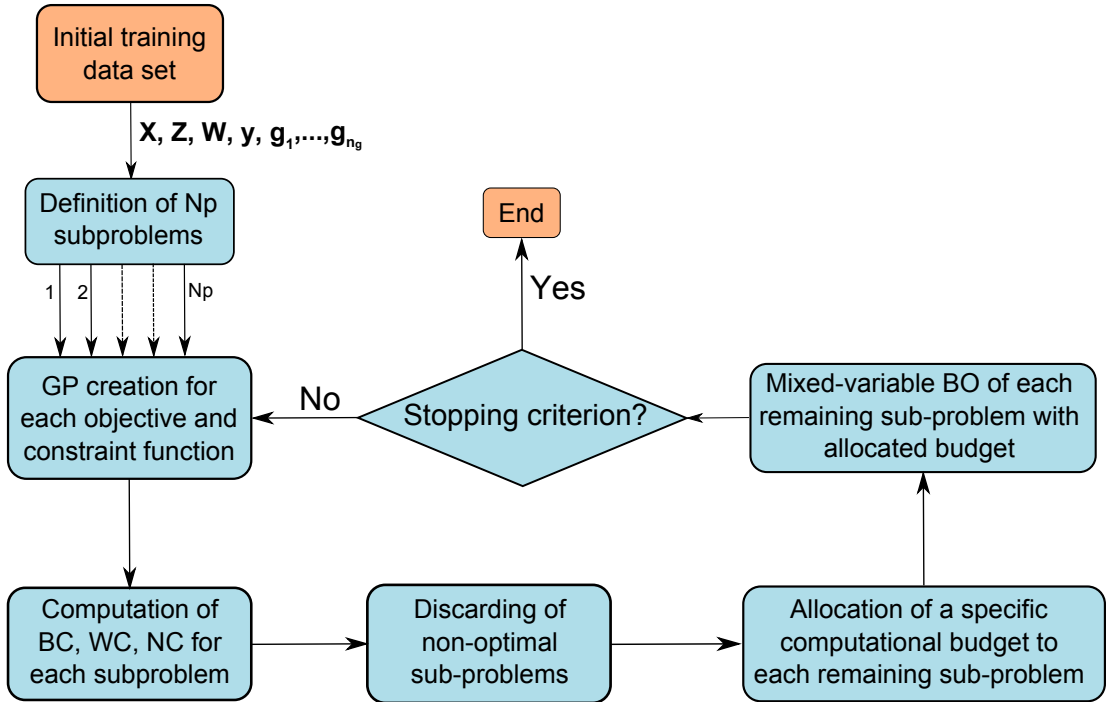 Initial training
data set
X, Z, W, y, g1,...,gng
Definition of Np
subproblems
1
2
Np
GP creation for
each objective and
constraint function
Computation of
BC, WC, NC for
each subproblem
Discarding of
non-optimal
sub-problems
Allocation of a specific
computational budget to
each remaining sub-problem
Mixed-variable BO of each
remaining sub-problem with
allocated budget
Stopping criterion?
No
Yes
End